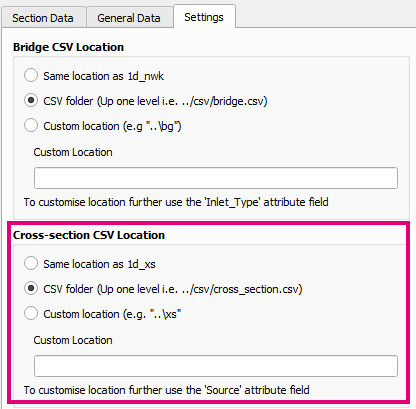 Section Data General Data Settings
Bridge CSV Location
Same location as 1d_nwk
CSV folder (Up one level i.e. ../csv/bridge.csv)
Custom location (e.g "..\bg")
Custom Location
To customise location further use the 'Inlet_Type' attribute field
Cross-section CSV Location
Same location as 1d_xs
CSV folder (Up one level i.e. ../csv/cross_section.csv)
Custom location (e.g. "..\xs"
Custom Location
To customise location further use the 'Source' attribute field